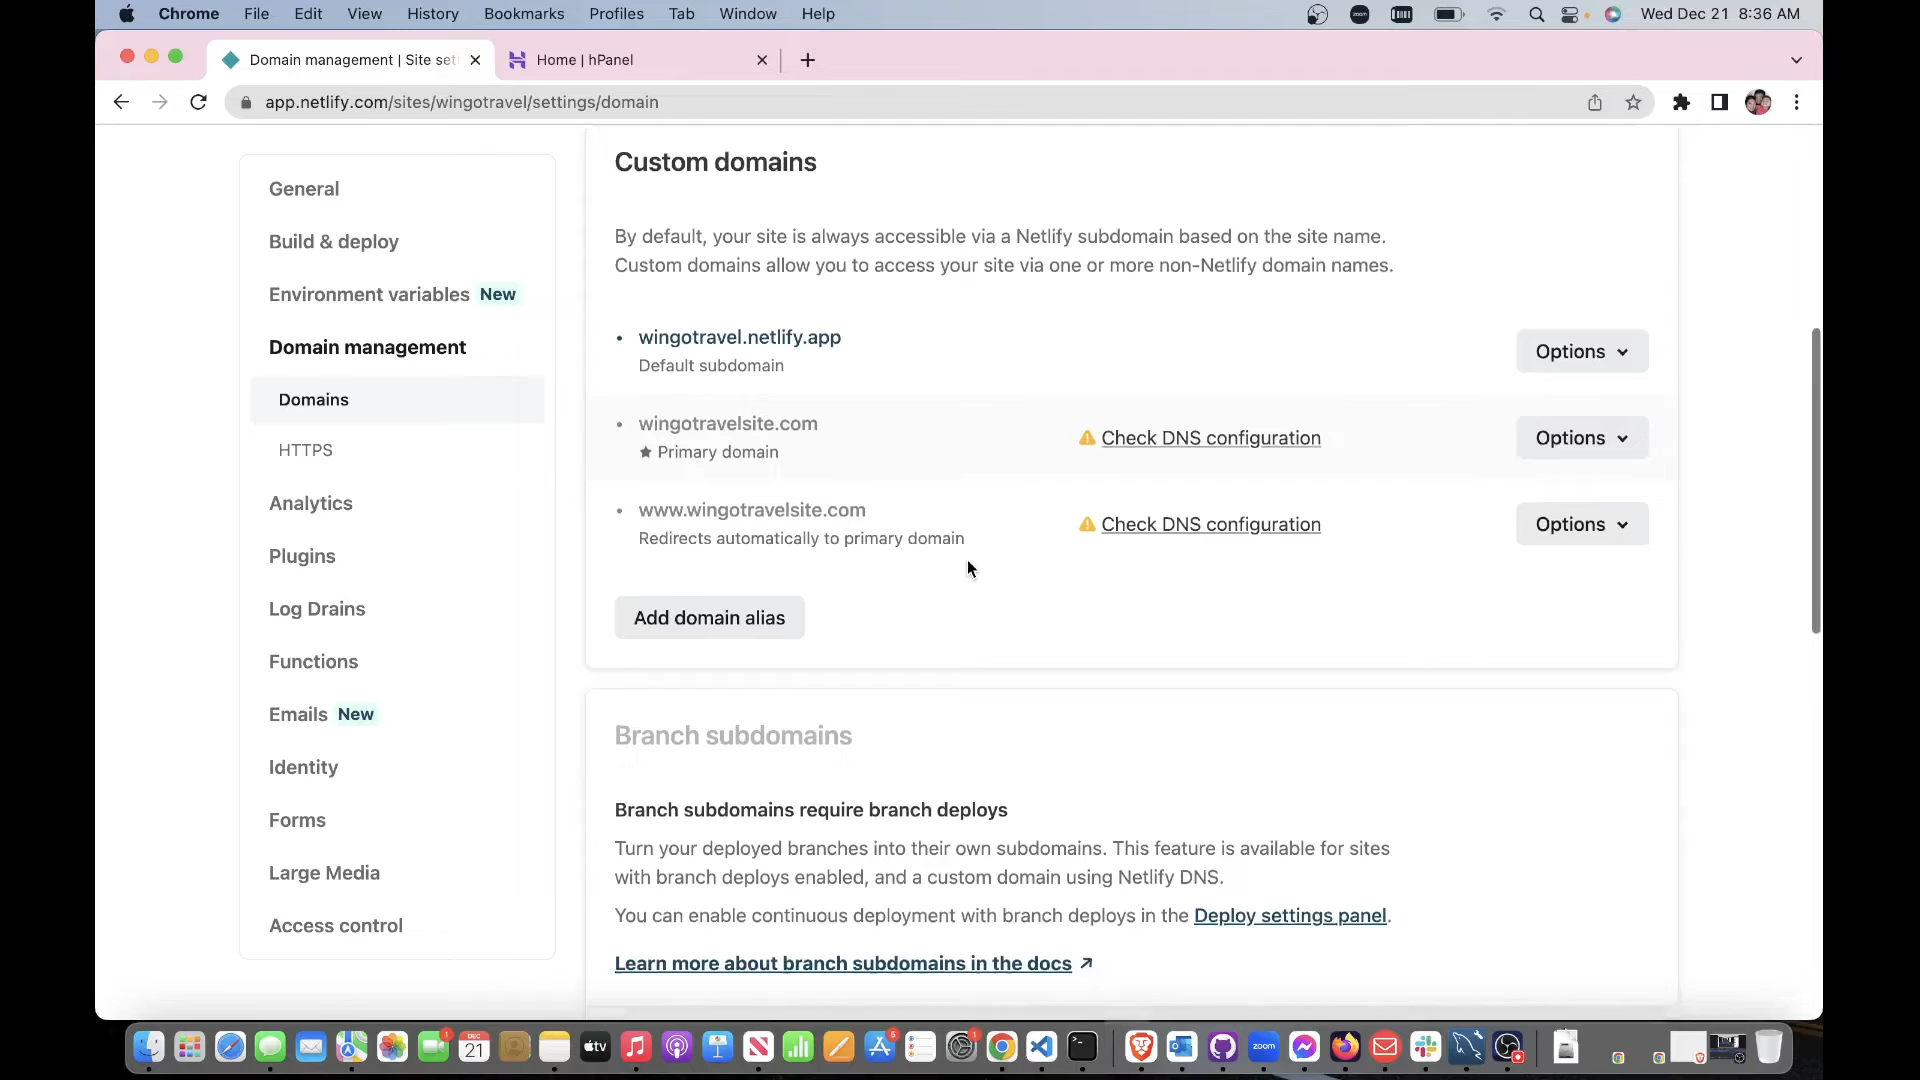 Chrome File Edit View History Bookmarks Profiles Tab Window Help
zoom
Wed Dec 21 8:36 AM
Domain management | Site set
Home | hPanel
app.netlify.com/sites/wingotravel/settings/domain
General
Build & deploy
Environment variables New
Domain management
Domains
HTTPS
Analytics
Plugins
Log Drains
Functions
Emails New
Identity
Forms
Large Media
Access control
Custom domains
By default, your site is always accessible via a Netlify subdomain based on the site name.
Custom domains allow you to access your site via one or more non-Netlify domain names.
• wingotravel.netlify.app
Default subdomain
Options
• wingotravelsite.com
★ Primary domain
Check DNS configuration
Options
• www.wingotravelsite.com
Redirects automatically to primary domain
Check DNS configuration
Options
Add domain alias
Branch subdomains
Branch subdomains require branch deploys
Turn your deployed branches into their own subdomains. This feature is available for sites
with branch deploys enabled, and a custom domain using Netlify DNS.
You can enable continuous deployment with branch deploys in the Deploy settings panel.
Learn more about branch subdomains in the docs ↗
1
DEC
21
tv
6
1
zoom